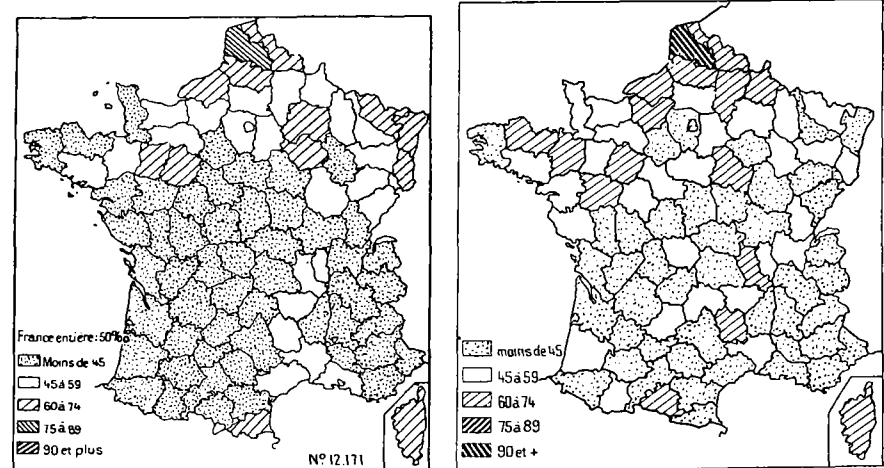 France entière: 50‰
Moins de 45
45 à 59
60 à 74
75 à 89
90 et plus
Nº 12.171
moins de 45
45 à 59
60 à 74
75 à 89
90 et +